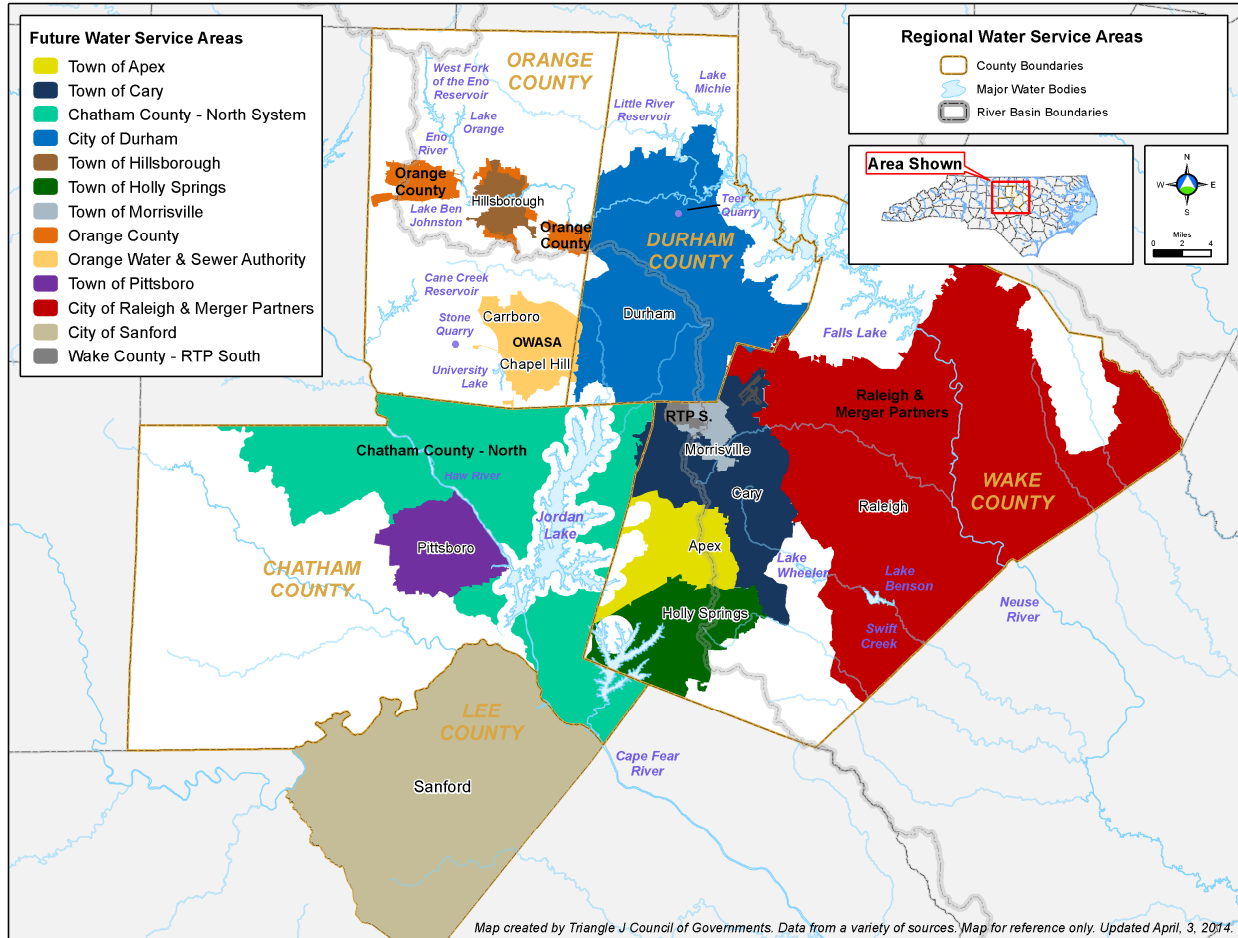 Future Water Service Areas
Town of Apex
Town of Cary
Chatham County - North System
City of Durham
Town of Hillsborough
Town of Holly Springs
Town of Morrisville
Orange County
Orange Water & Sewer Authority
Town of Pittsboro
City of Raleigh & Merger Partners
City of Sanford
Wake County - RTP South
Regional Water Service Areas
County Boundaries
Major Water Bodies
River Basin Boundaries
Area Shown
N
W
E
S
Miles
0 2 4
ORANGE
COUNTY
West Fork
of the Eno
Reservoir
Lake
Michie
Little River
Reservoir
Lake
Orange
Eno
River
Orange
County
Hillsborough
Lake Ben
Johnston
Orange
County
Teer
Quarry
DURHAM
COUNTY
Cane Creek
Reservoir
Carrboro
Stone
Quarry
OWASA
Chapel Hill
University
Lake
Durham
Falls Lake
Raleigh &
Merger Partners
RTP S.
Morrisville
Chatham County - North
Haw River
Cary
WAKE
COUNTY
Raleigh
Jordan
Lake
Pittsboro
Apex
CHATHAM
COUNTY
Lake
Wheeler
Lake
Benson
Holly Springs
Swift
Creek
Neuse
River
LEE
COUNTY
Cape Fear
River
Sanford
Map created by Triangle J Council of Governments. Data from a variety of sources. Map for reference only. Updated April, 3, 2014.